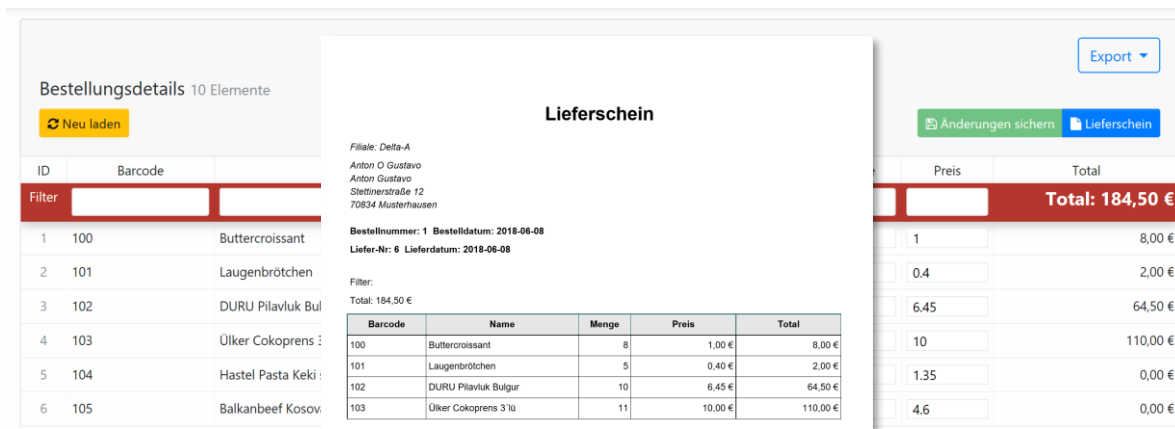 Export
Bestellungsdetails 10 Elemente
Neu laden
Änderungen sichern Lieferschein
ID Barcode Preis Total
Filter Total: 184,50 €
1 100 Buttercroissant 1 8,00 €
2 101 Laugenbrötchen 0.4 2,00 €
3 102 DURU Pilavluk 6.45 64,50 €
4 103 Ülker Cokoprens 10 110,00 €
5 104 Hastel Pasta Keki 1.35 0,00 €
6 105 Balkanbeef 4.6 0,00 €
Lieferschein
Filiale: Delta-A
Anton O Gustavo
Anton Gustavo
Stettinerstraße 12
70834 Musterhausen
Bestellnummer: 1 Bestelldatum: 2018-06-08
Liefer-Nr: 6 Lieferdatum: 2018-06-08
Filter:
Total: 184,50 €
Barcode Name Menge Preis Total
100 Buttercroissant 8 1,00 € 8,00 €
101 Laugenbrötchen 5 0,40 € 2,00 €
102 DURU Pilavluk Bulgur 10 6,45 € 64,50 €
103 Ülker Cokoprens 3´lü 11 10,00 € 110,00 €